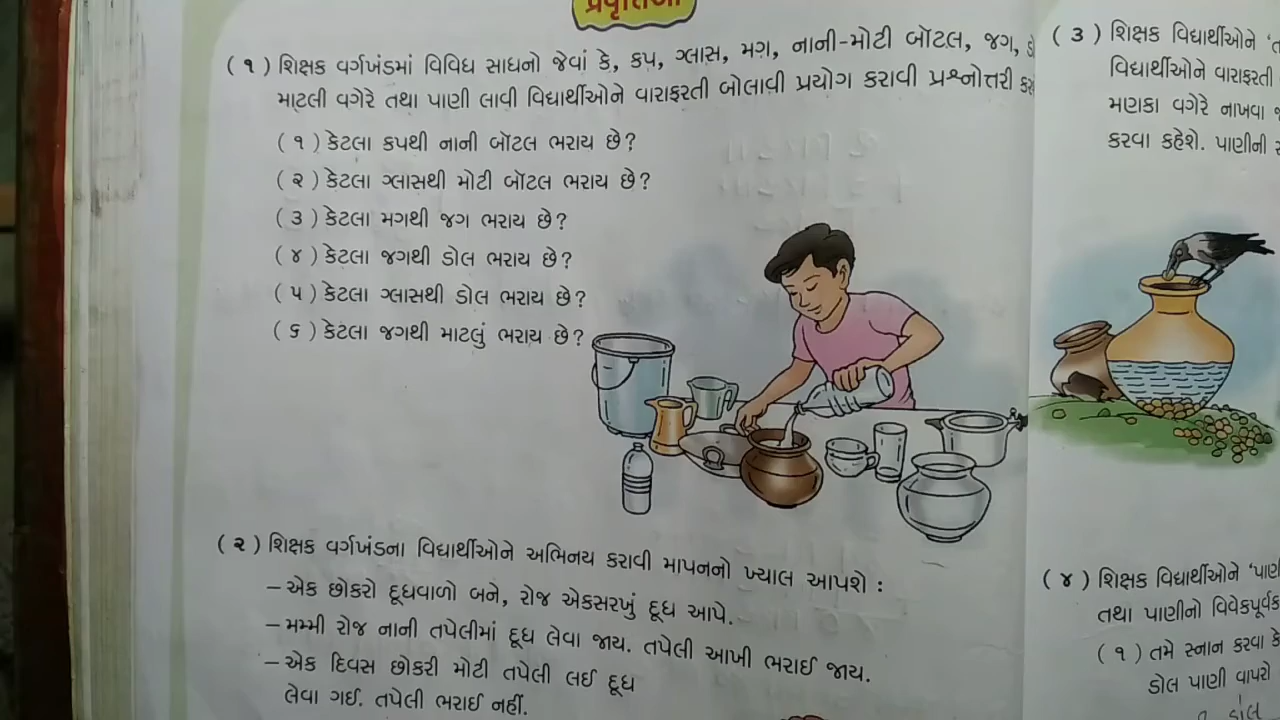 પ્રવૃત્તિઓ
(૧) શિક્ષક વર્ગખંડમાં વિવિધ સાધનો જેવાં કે, કપ, ગ્લાસ, મગ, નાની-મોટી બૉટલ, જગ,
માટલી વગેરે તથા પાણી લાવી વિદ્યાર્થીઓને વારાફરતી બોલાવી પ્રયોગ કરાવી પ્રશ્નોત્તરી
(૧) કેટલા કપથી નાની બૉટલ ભરાય છે?
(૨) કેટલા ગ્લાસથી મોટી બૉટલ ભરાય છે?
(૩) કેટલા મગથી જગ ભરાય છે?
(૪) કેટલા જગથી ડોલ ભરાય છે?
(૫) કેટલા ગ્લાસથી ડોલ ભરાય છે?
(૬) કેટલા જગથી માટલું ભરાય છે?
(૨) શિક્ષક વર્ગખંડના વિદ્યાર્થીઓને અભિનય કરાવી માપનનો ખ્યાલ આપશે :
– એક છોકરો દૂધવાળો બને, રોજ એકસરખું દૂધ આપે.
– મમ્મી રોજ નાની તપેલીમાં દૂધ લેવા જાય. તપેલી આખી ભરાઈ જાય.
– એક દિવસ છોકરી મોટી તપેલી લઈ દૂધ
લેવા ગઈ. તપેલી ભરાઈ નહીં.
(૩) શિક્ષક વિદ્યાર્થીઓને
વિદ્યાર્થીઓને વારાફરતી
મણકા વગેરે નાખવા
કરવા કહેશે. પાણીની
(૪) શિક્ષક વિદ્યાર્થીઓને
તથા પાણીનો વિવેકપૂર્વક
(૧) તમે સ્નાન કરવા
ડોલ પાણી વાપરો